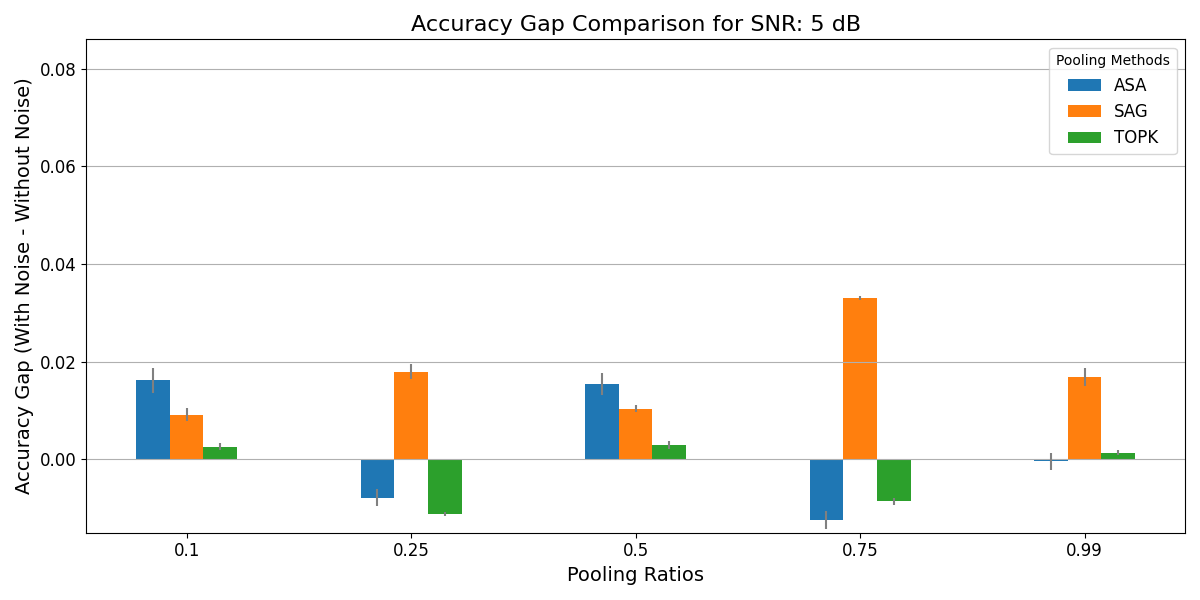 Accuracy Gap Comparison for SNR: 5 dB
Accuracy Gap (With Noise - Without Noise)
0.08
0.06
0.04
0.02
0.00
Pooling Methods
ASA
SAG
TOPK
0.1 0.25 0.5 0.75 0.99
Pooling Ratios